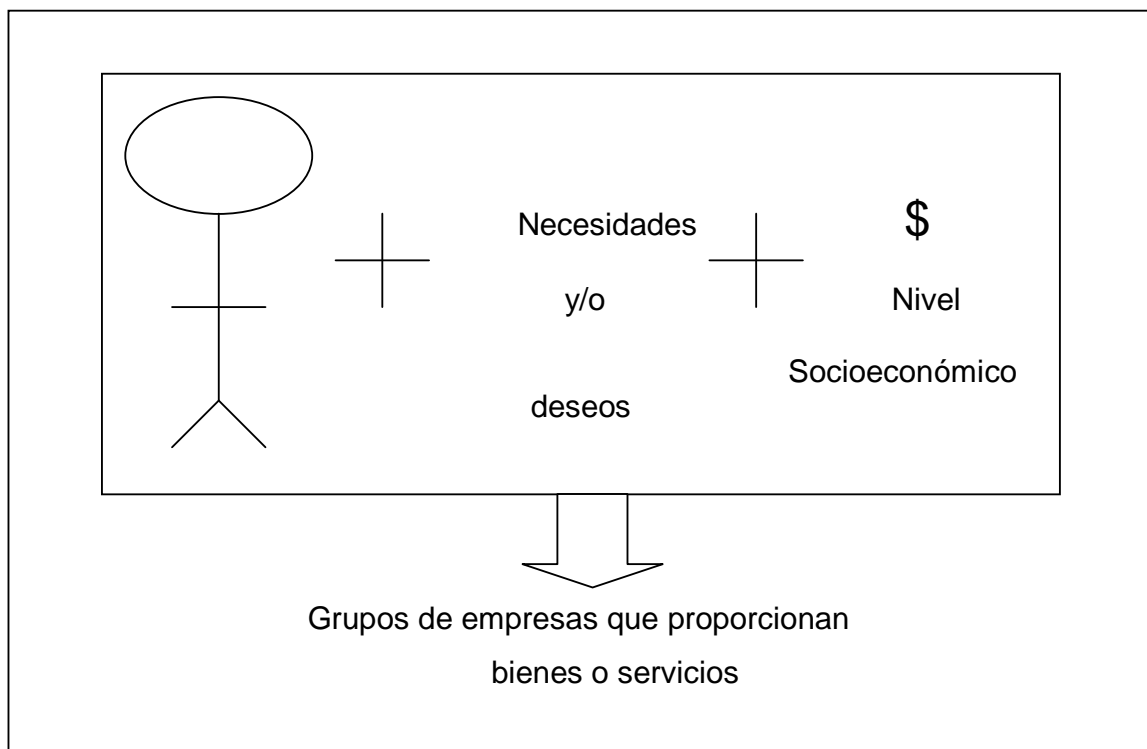 Necesidades
y/o
deseos
$
Nivel
Socioeconómico
Grupos de empresas que proporcionan
bienes o servicios